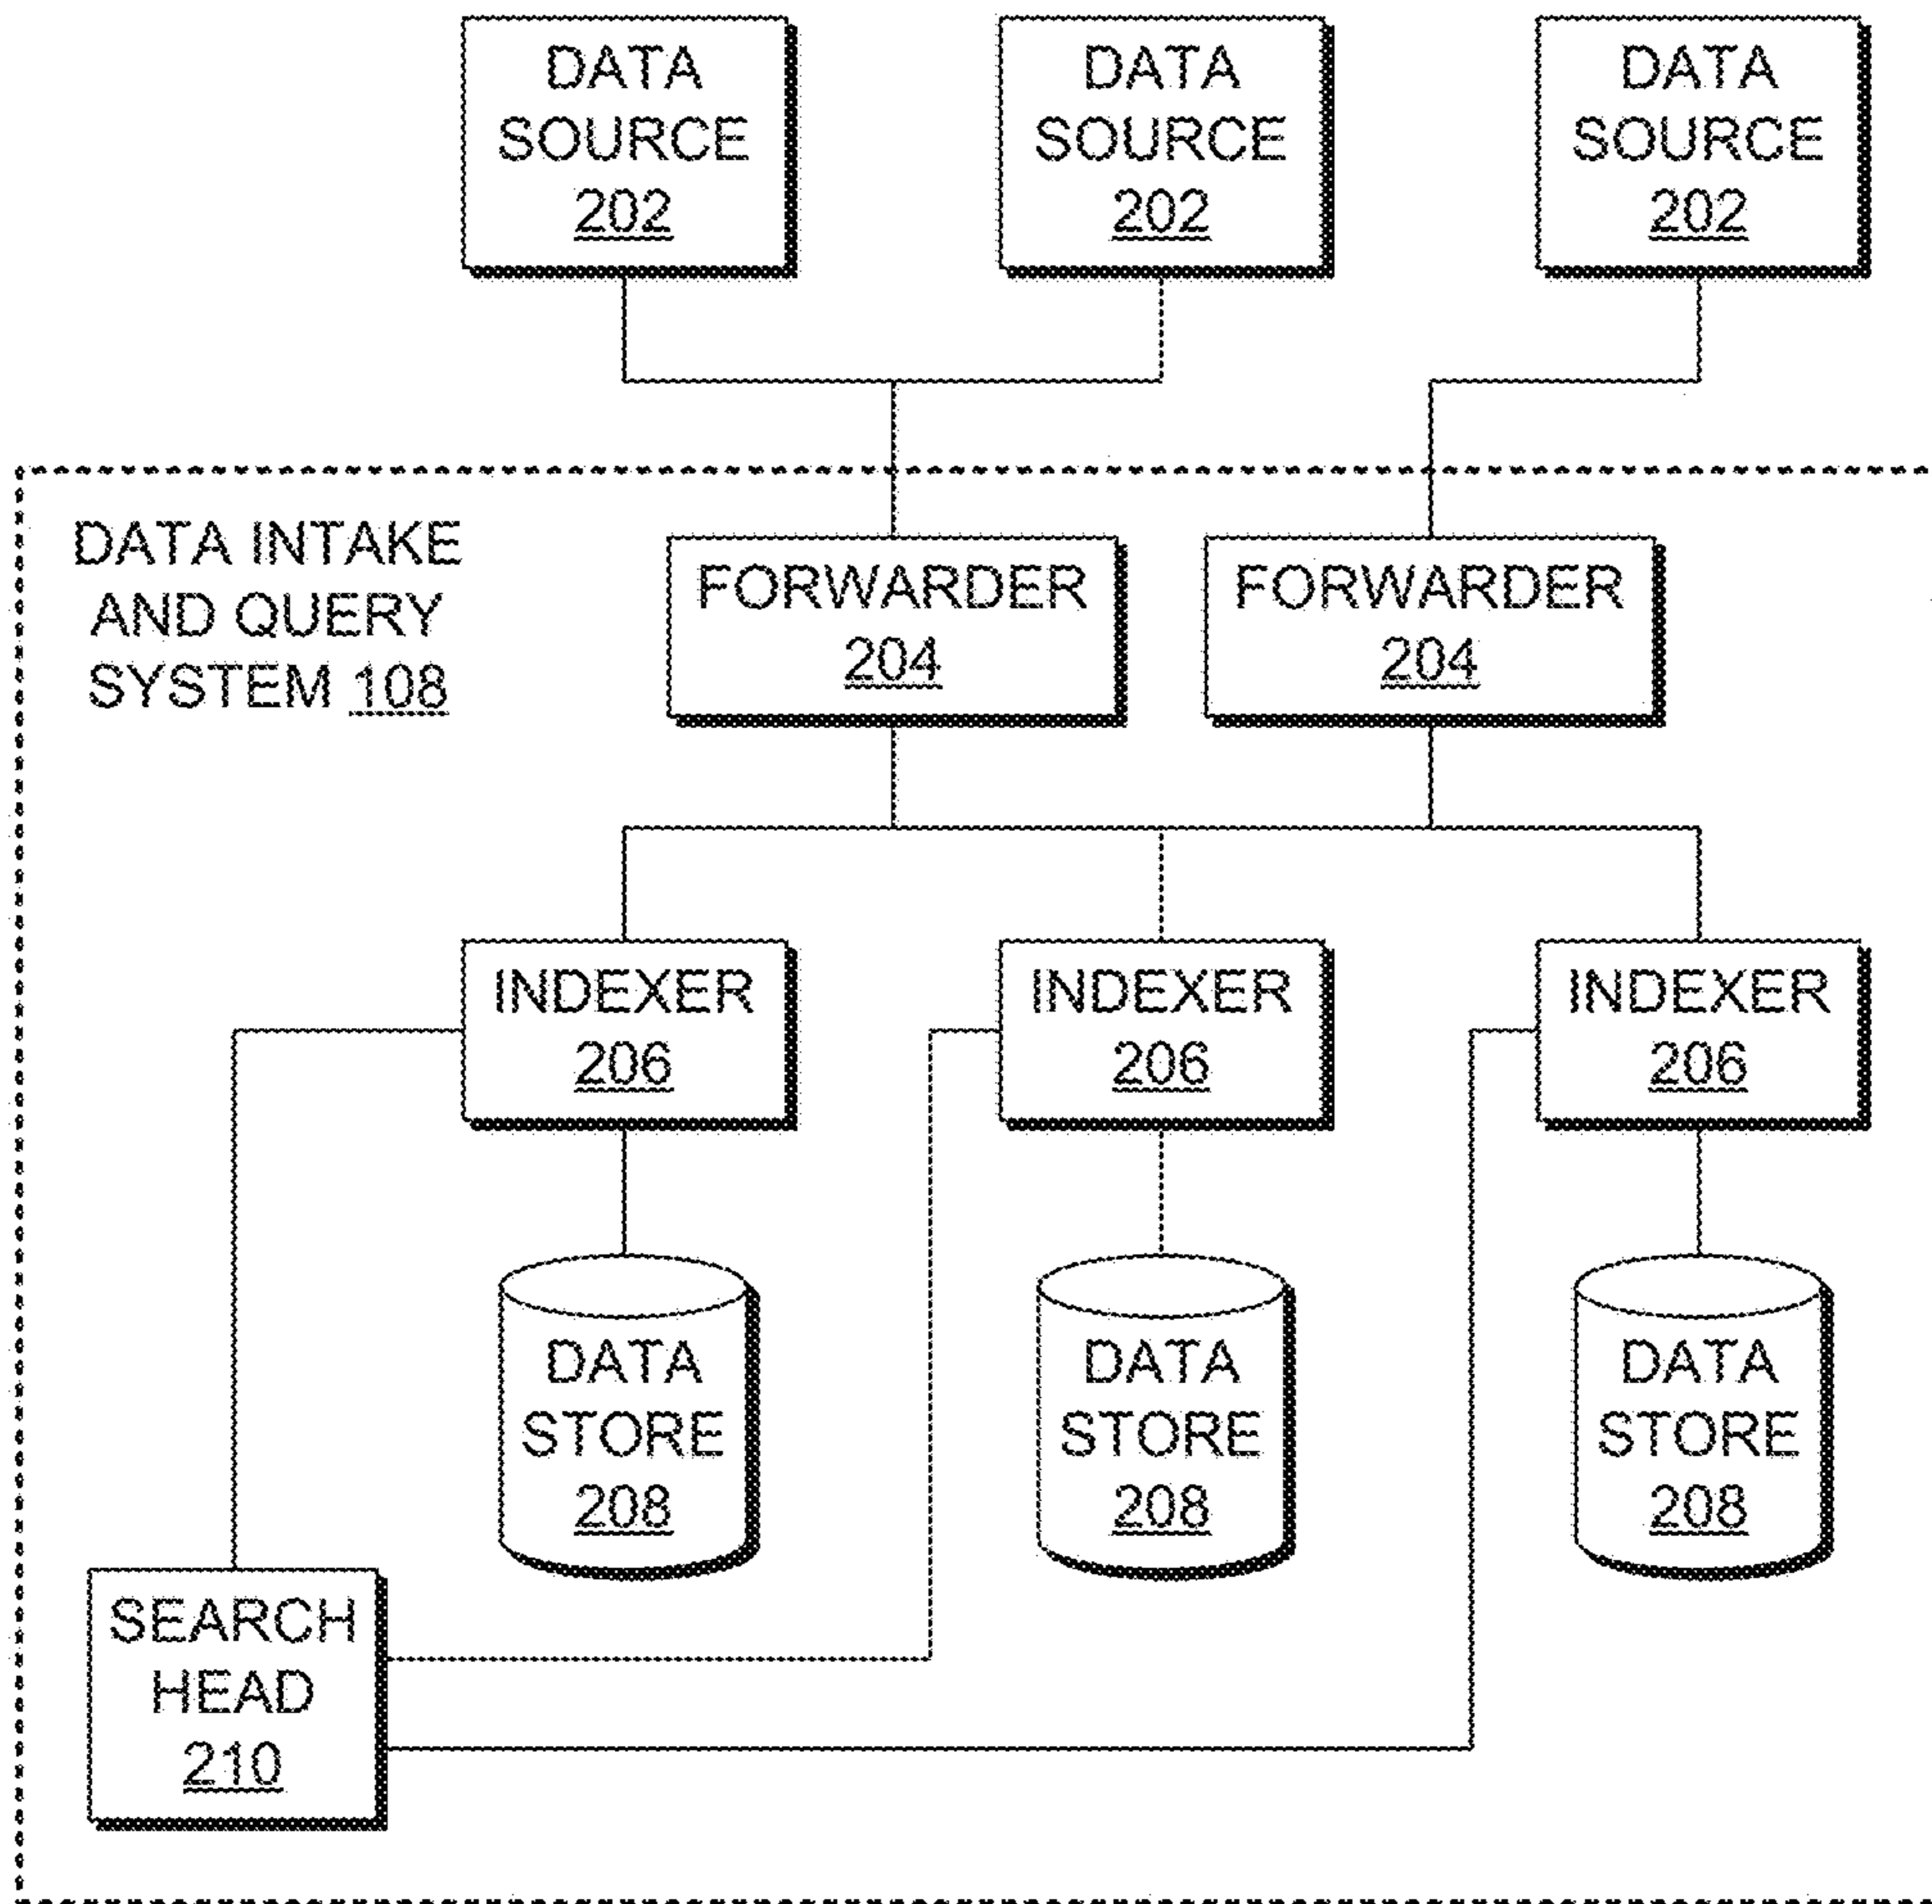 DATA
SOURCE
202
DATA
SOURCE
202
DATA
SOURCE
202
DATA INTAKE
AND QUERY
SYSTEM 108
FORWARDER
204
FORWARDER
204
INDEXER
206
INDEXER
206
INDEXER
206
DATA
STORE
208
DATA
STORE
208
DATA
STORE
208
SEARCH
HEAD
210